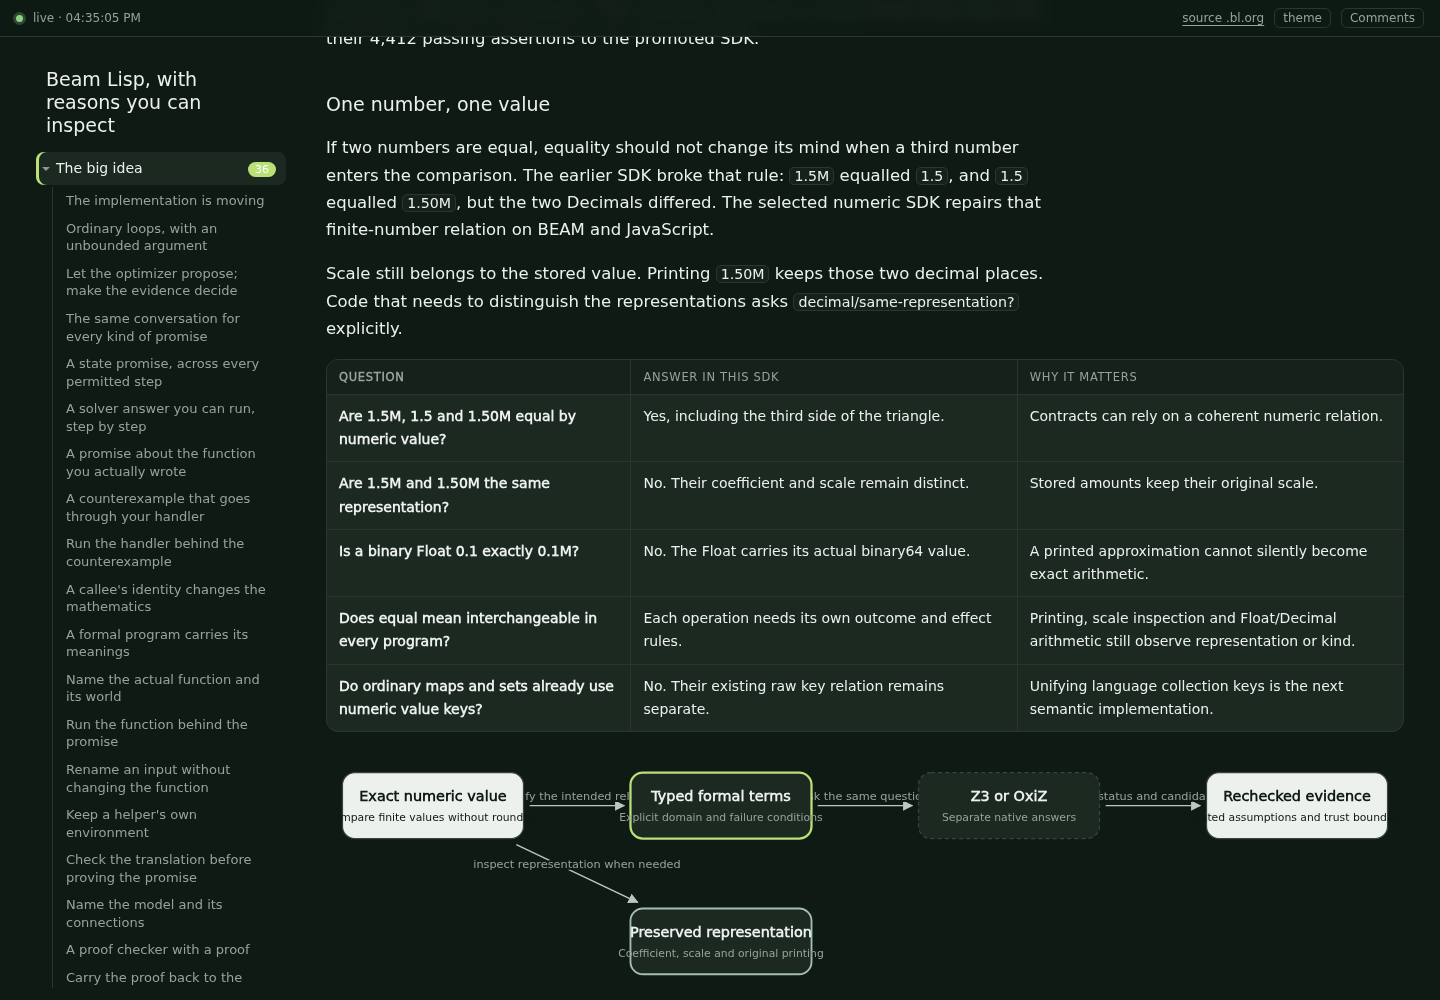 live · 04:35:05 PM
source .bl.org
theme
Comments
their 4,412 passing assertions to the promoted SDK.
Beam Lisp, with
reasons you can
inspect
The big idea
36
The implementation is moving
Ordinary loops, with an
unbounded argument
Let the optimizer propose;
make the evidence decide
The same conversation for
every kind of promise
A state promise, across every
permitted step
A solver answer you can run,
step by step
A promise about the function
you actually wrote
A counterexample that goes
through your handler
Run the handler behind the
counterexample
A callee's identity changes the
mathematics
A formal program carries its
meanings
Name the actual function and
its world
Run the function behind the
promise
Rename an input without
changing the function
Keep a helper's own
environment
Check the translation before
proving the promise
Name the model and its
connections
A proof checker with a proof
Carry the proof back to the
One number, one value
If two numbers are equal, equality should not change its mind when a third number
enters the comparison. The earlier SDK broke that rule: 1.5M equalled 1.5, and 1.5
equalled 1.50M, but the two Decimals differed. The selected numeric SDK repairs that
finite-number relation on BEAM and JavaScript.
Scale still belongs to the stored value. Printing 1.50M keeps those two decimal places.
Code that needs to distinguish the representations asks decimal/same-representation?
explicitly.
QUESTION
ANSWER IN THIS SDK
WHY IT MATTERS
Are 1.5M, 1.5 and 1.50M equal by
numeric value?
Yes, including the third side of the triangle.
Contracts can rely on a coherent numeric relation.
Are 1.5M and 1.50M the same
representation?
No. Their coefficient and scale remain distinct.
Stored amounts keep their original scale.
Is a binary Float 0.1 exactly 0.1M?
No. The Float carries its actual binary64 value.
A printed approximation cannot silently become
exact arithmetic.
Does equal mean interchangeable in
every program?
Each operation needs its own outcome and effect
rules.
Printing, scale inspection and Float/Decimal
arithmetic still observe representation or kind.
Do ordinary maps and sets already use
numeric value keys?
No. Their existing raw key relation remains
separate.
Unifying language collection keys is the next
semantic implementation.
Exact numeric value
mpare finite values without round
fy the intended rel
Typed formal terms
Explicit domain and failure conditions
k the same questio
Z3 or OxiZ
Separate native answers
status and candida
Rechecked evidence
ted assumptions and trust bound
inspect representation when needed
Preserved representation
Coefficient, scale and original printing